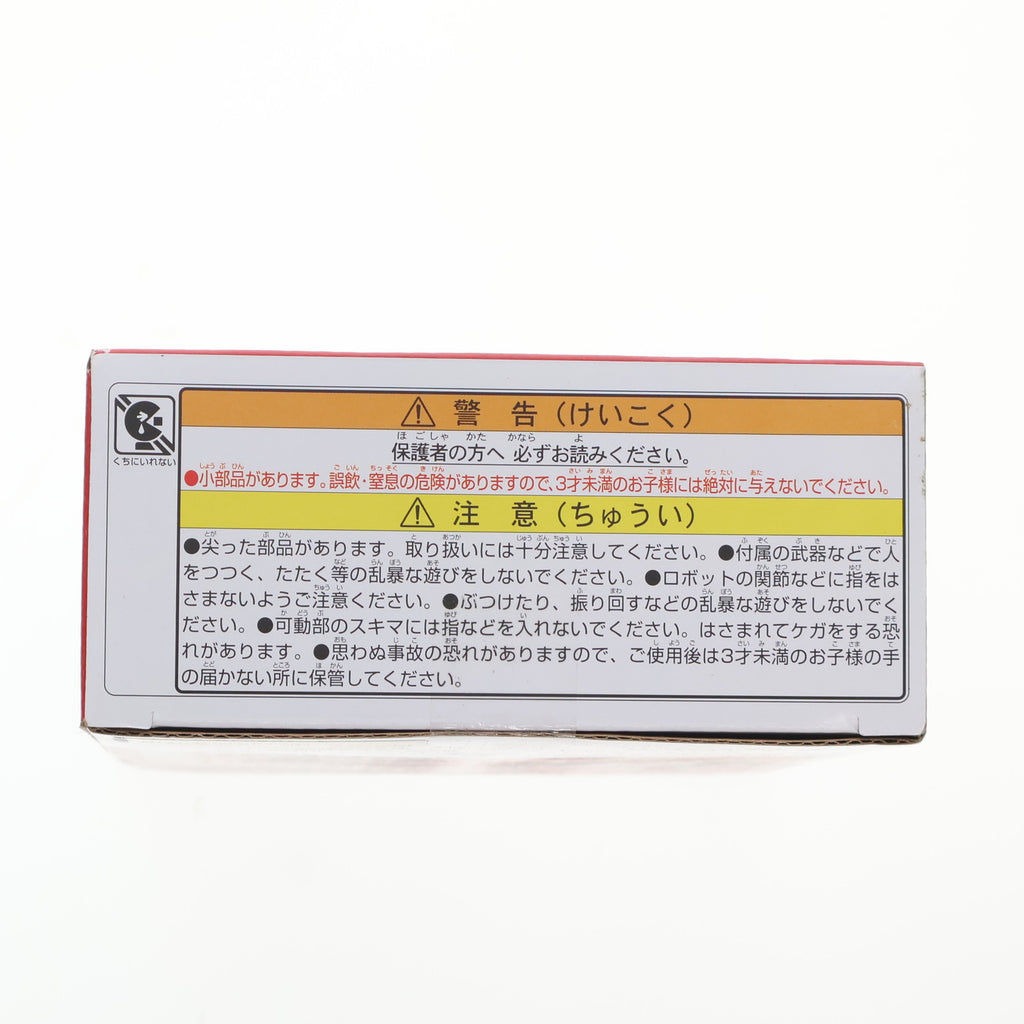 くちにいれない
⚠ 警 告（けいこく）
保護者の方へ 必ずお読みください。
●小部品があります。誤飲・窒息の危険がありますので、3才未満のお子様には絶対に与えないでください。
⚠ 注 意（ちゅうい）
●尖った部品があります。取り扱いには十分注意してください。●付属の武器などで人
をつつく、たたく等の乱暴な遊びをしないでください。●ロボットの関節などに指をは
さまないようご注意ください。●ぶつけたり、振り回すなどの乱暴な遊びをしないでく
ださい。●可動部のスキマには指などを入れないでください。はさまれてケガをする恐
れがあります。●思わぬ事故の恐れがありますので、ご使用後は3才未満のお子様の手
の届かない所に保管してください。